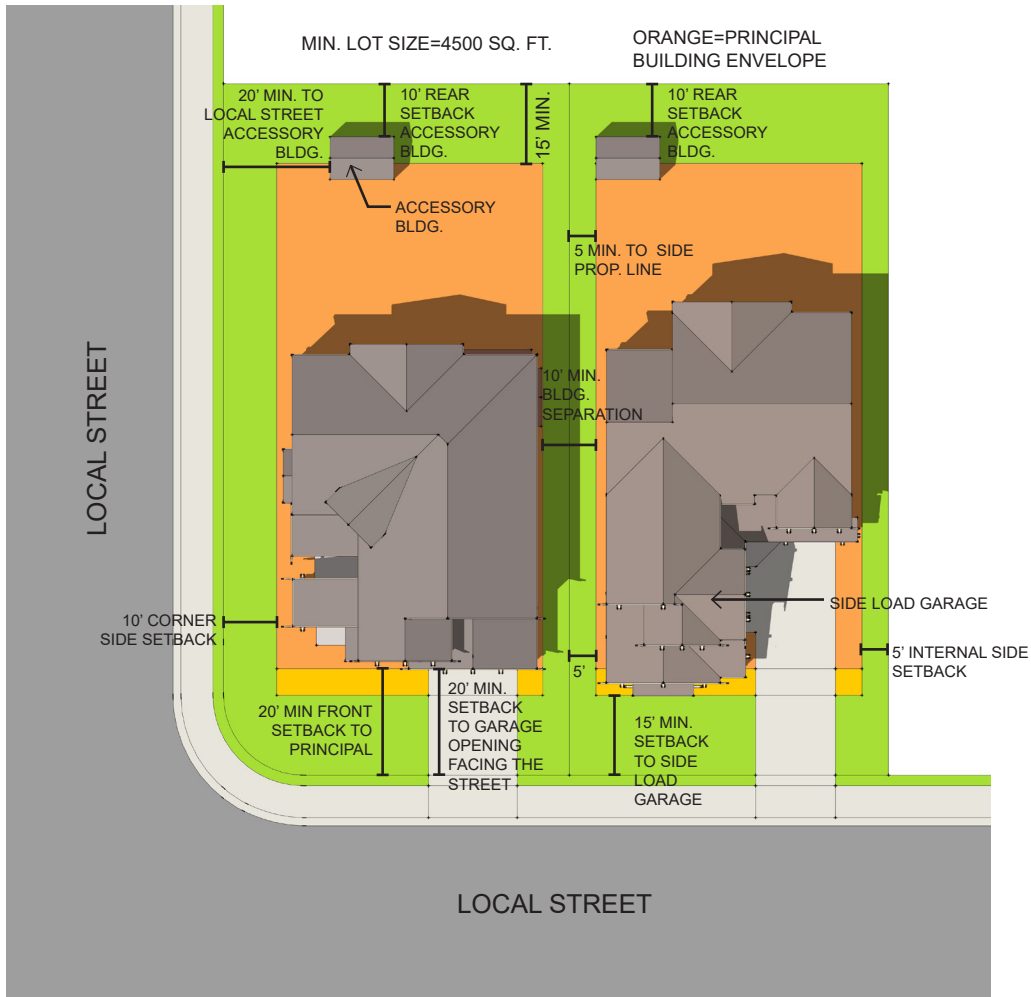 MIN. LOT SIZE=4500 SQ. FT.
ORANGE=PRINCIPAL
BUILDING ENVELOPE
20' MIN. TO
LOCAL STREET
ACCESSORY
BLDG.
10' REAR
SETBACK
ACCESSORY
BLDG.
15' MIN.
10' REAR
SETBACK
ACCESSORY
BLDG.
ACCESSORY
BLDG.
5 MIN. TO SIDE
PROP. LINE
LOCAL STREET
10' MIN.
BLDG.
SEPARATION
SIDE LOAD GARAGE
10' CORNER
SIDE SETBACK
5' INTERNAL SIDE
SETBACK
5'
20' MIN FRONT
SETBACK TO
PRINCIPAL
20' MIN.
SETBACK
TO GARAGE
OPENING
FACING THE
STREET
15' MIN.
SETBACK
TO SIDE
LOAD
GARAGE
LOCAL STREET